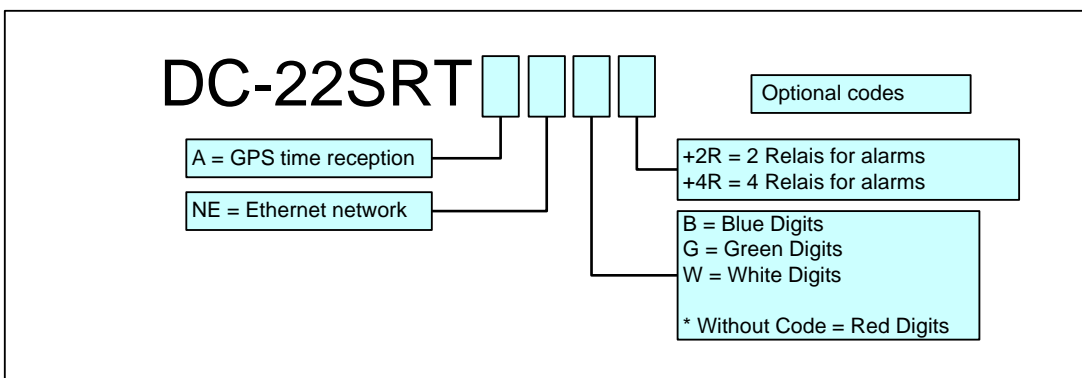 DC-22SRT
Optional codes
A = GPS time reception
NE = Ethernet network
+2R = 2 Relais for alarms
+4R = 4 Relais for alarms
B = Blue Digits
G = Green Digits
W = White Digits
* Without Code = Red Digits